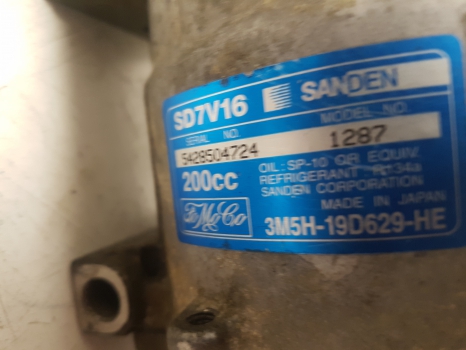 SD7V16 SANDEN
SERIAL NO. MODEL NO.
5428504724 1287
200cc
OIL: SP-10 OR EQUIV.
REFRIGERANT R134a
SANDEN CORPORATION
MADE IN JAPAN
FoMoCo 3M5H-19D629-HE